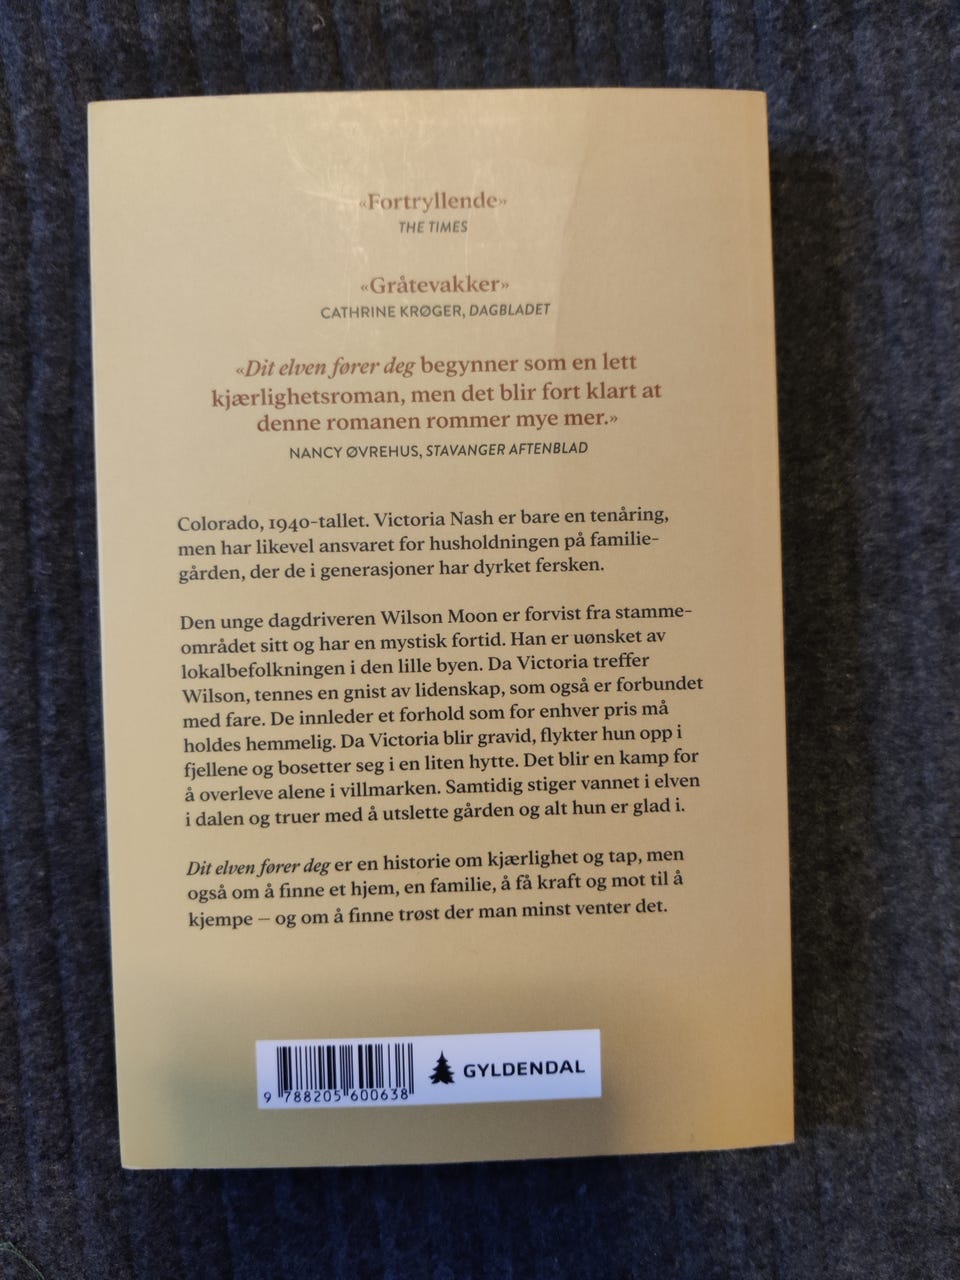 «Fortryllende»
THE TIMES
«Gråtevakker»
CATHRINE KRØGER, DAGBLADET
«Dit elven fører deg begynner som en lett
kjærlighetsroman, men det blir fort klart at
denne romanen rommer mye mer.»
NANCY ØVREHUS, STAVANGER AFTENBLAD
Colorado, 1940-tallet. Victoria Nash er bare en tenåring,
men har likevel ansvaret for husholdningen på familie-
gården, der de i generasjoner har dyrket fersken.
Den unge dagdriveren Wilson Moon er forvist fra stamme-
området sitt og har en mystisk fortid. Han er uønsket av
lokalbefolkningen i den lille byen. Da Victoria treffer
Wilson, tennes en gnist av lidenskap, som også er forbundet
med fare. De innleder et forhold som for enhver pris må
holdes hemmelig. Da Victoria blir gravid, flykter hun opp i
fjellene og bosetter seg i en liten hytte. Det blir en kamp for
å overleve alene i villmarken. Samtidig stiger vannet i elven
i dalen og truer med å utslette gården og alt hun er glad i.
Dit elven fører deg er en historie om kjærlighet og tap, men
også om å finne et hjem, en familie, å få kraft og mot til å
kjempe – og om å finne trøst der man minst venter det.
9 788205 600638
GYLDENDAL